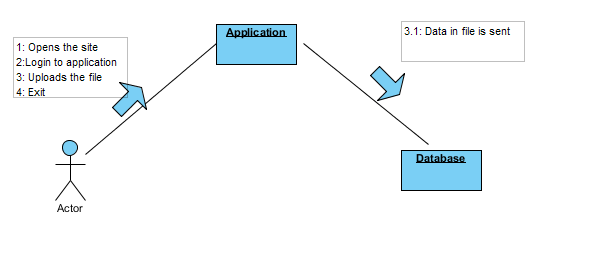 Application
3.1: Data in file is sent
1: Opens the site
2:Login to application
3: Uploads the file
4: Exit
Database
Actor